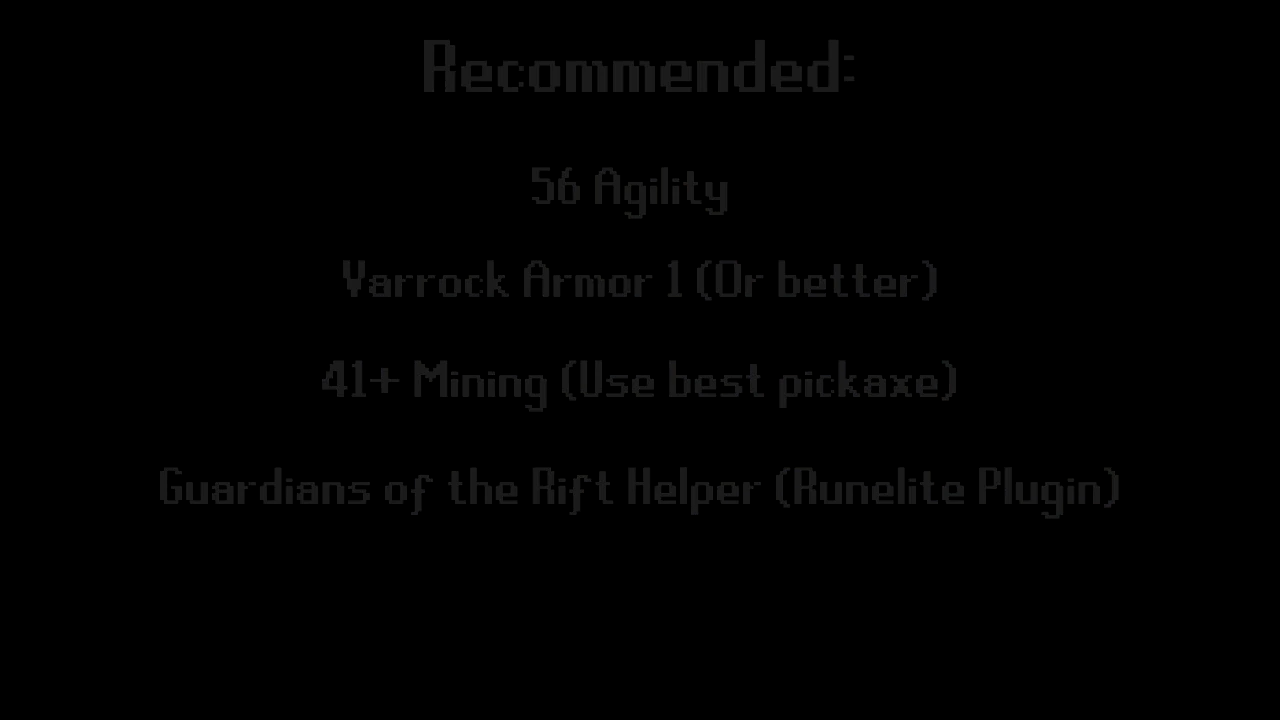 Recommended:
56 Agility
Varrock Armor 1 (Or better)
41+ Mining (Use best pickaxe)
Guardians of the Rift Helper (Runelite Plugin)